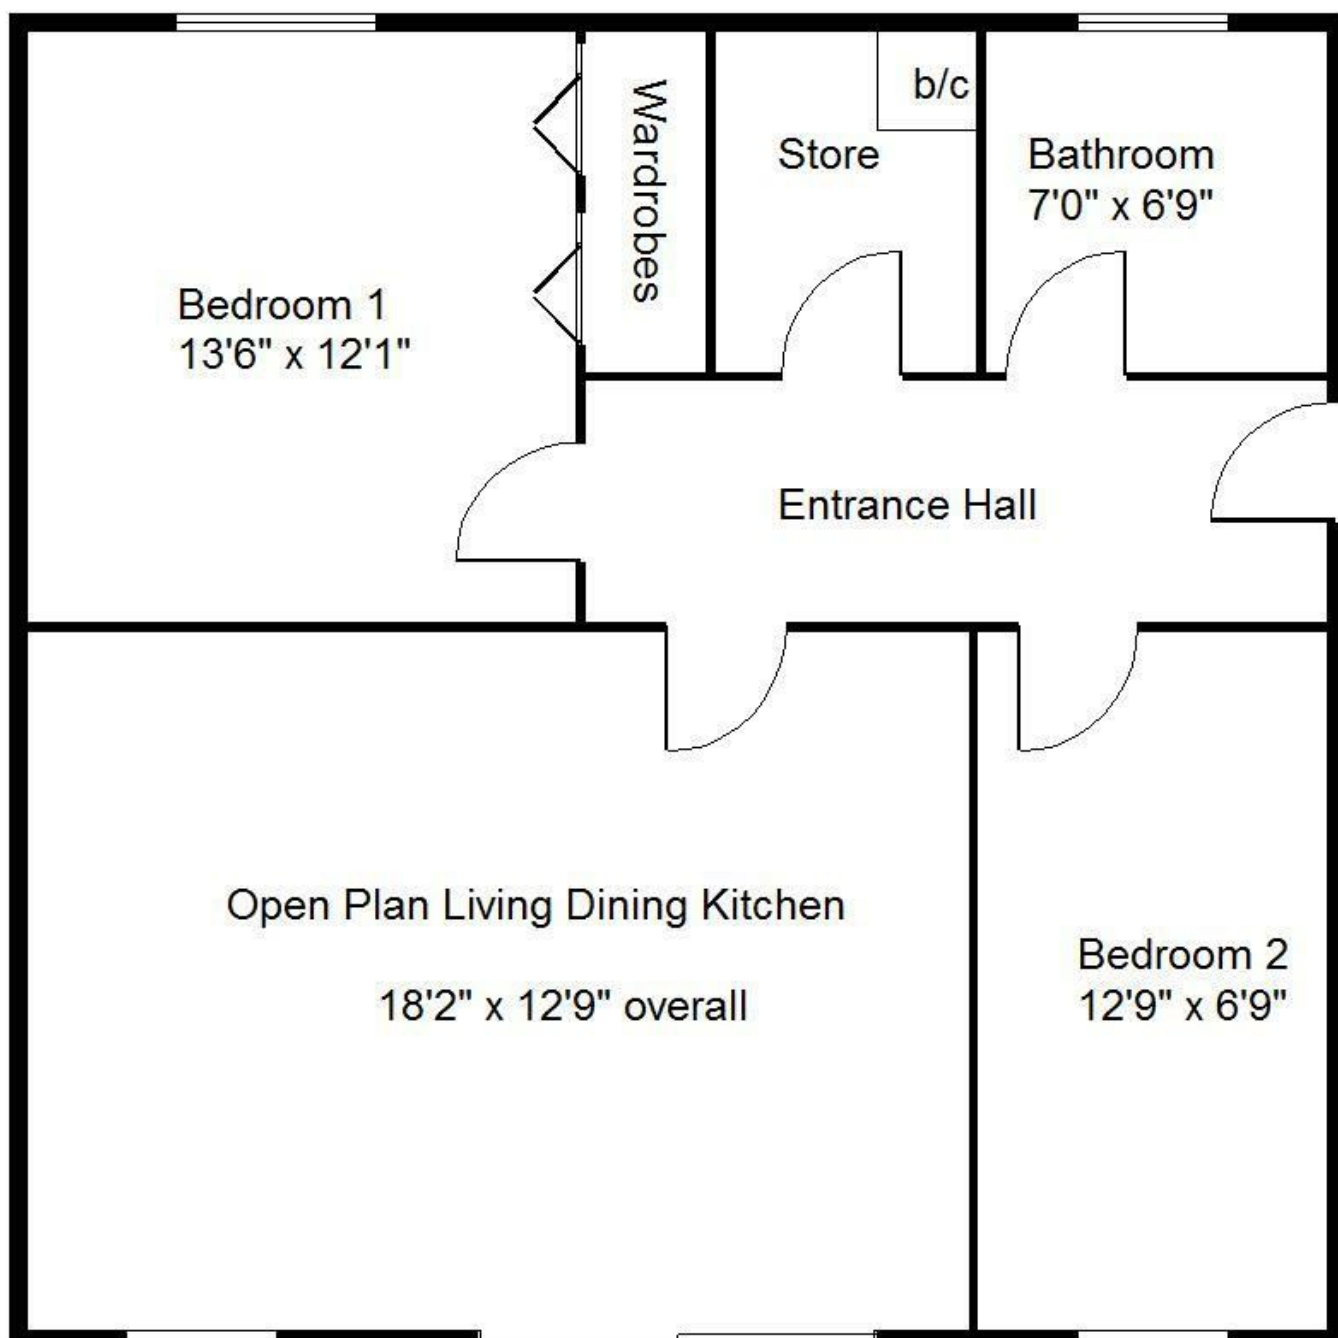 b/c
Wardrobes
Store
Bathroom
7'0" x 6'9"
Bedroom 1
13'6" x 12'1"
Entrance Hall
Open Plan Living Dining Kitchen
18'2" x 12'9" overall
Bedroom 2
12'9" x 6'9"